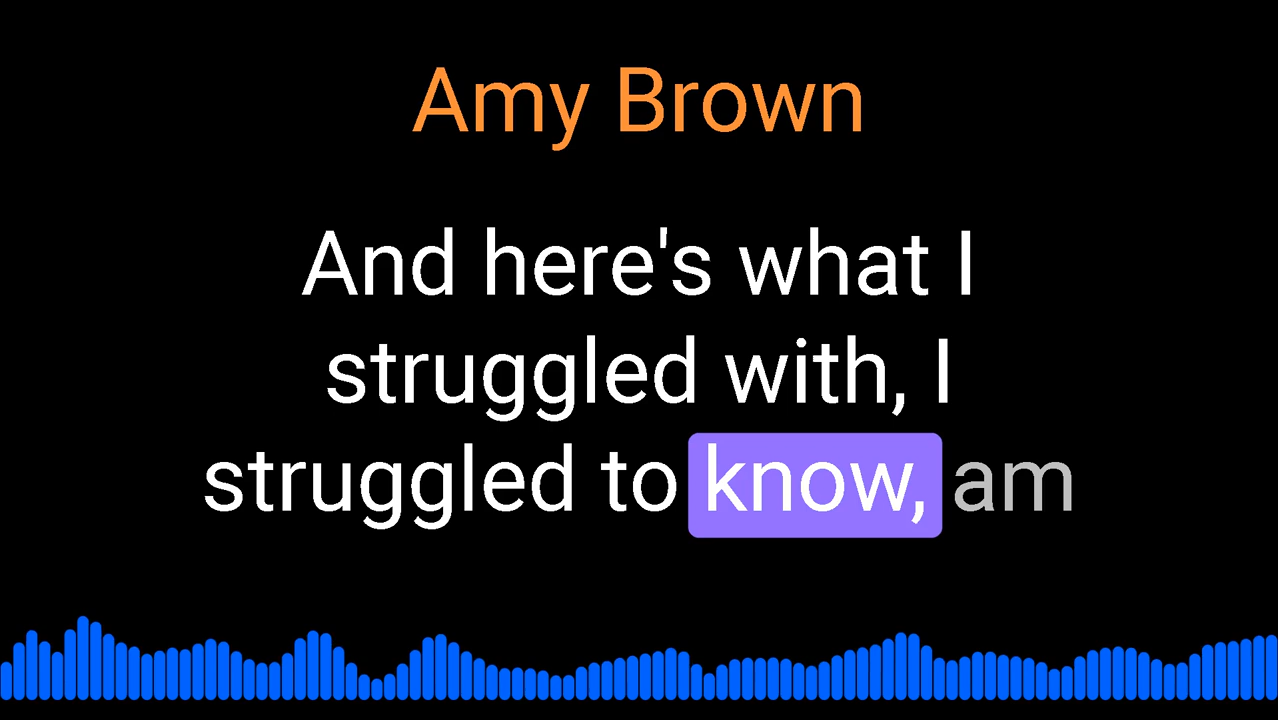 Amy Brown
And here's what I
struggled with, I
struggled to know, am